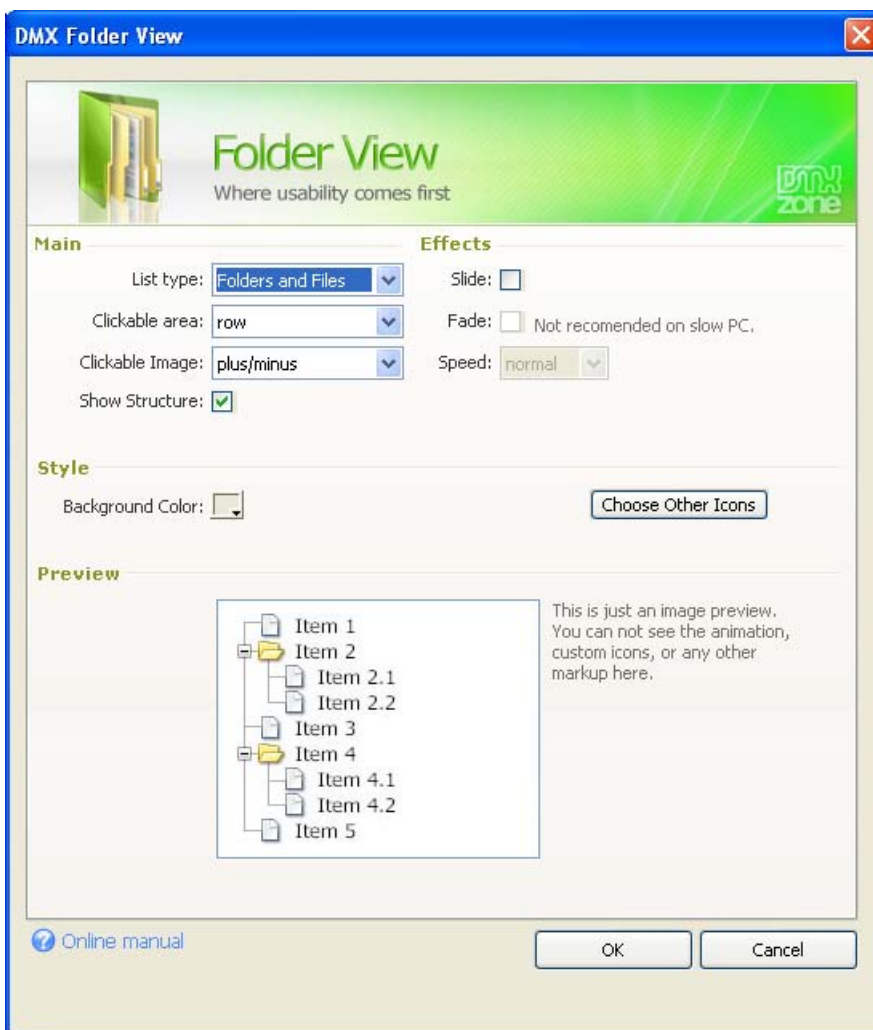 DMX Folder View
Folder View
Where usability comes first
DMX
zone
Main
Effects
List type: Folders and Files
Slide:
Clickable area: row
Fade: Not recomended on slow PC.
Clickable Image: plus/minus
Speed: normal
Show Structure:
Style
Background Color:
Choose Other Icons
Preview
Item 1
Item 2
Item 2.1
Item 2.2
Item 3
Item 4
Item 4.1
Item 4.2
Item 5
This is just an image preview.
You can not see the animation,
custom icons, or any other
markup here.
Online manual
OK
Cancel